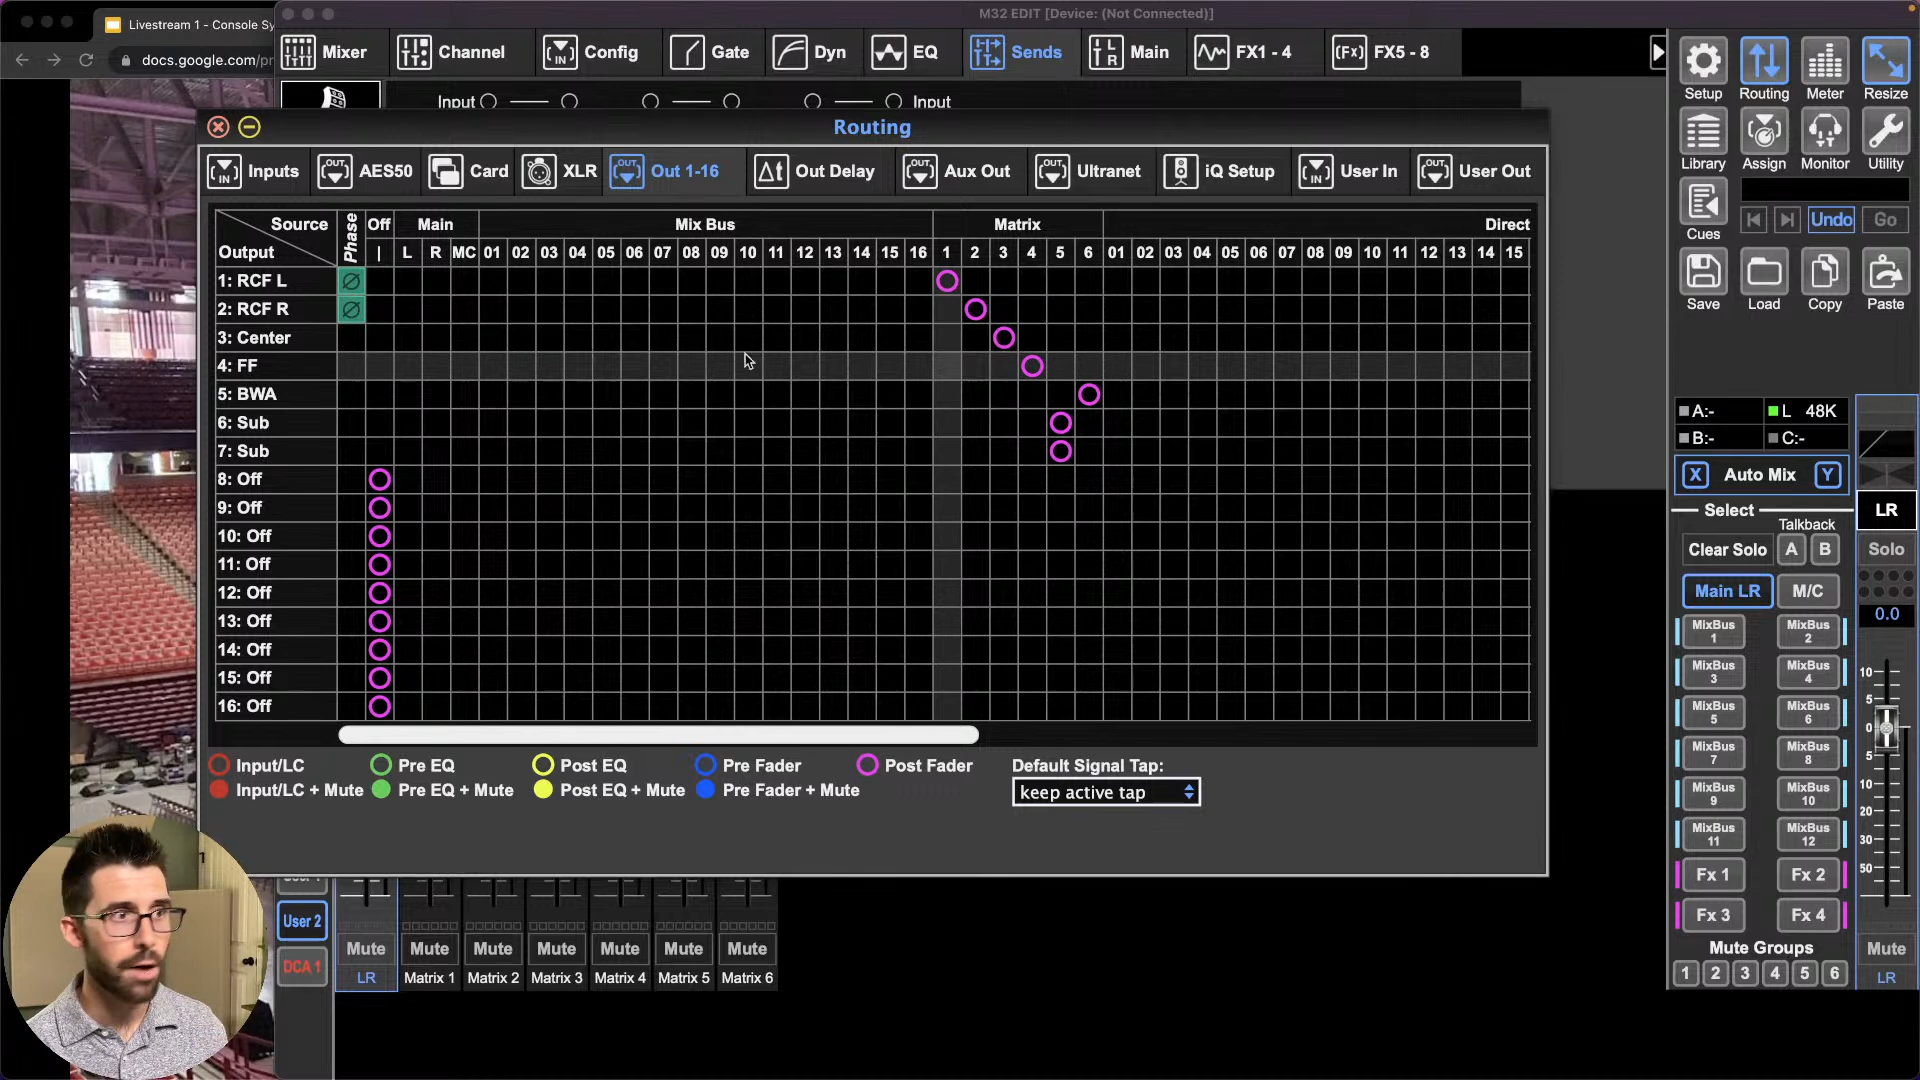 M32 EDIT [Device: (Not Connected)]
Livestream 1 - Console Sy
docs.google.com/pr
Mixer Channel Config Gate Dyn EQ Sends Main FX1 - 4 FX5 - 8
Input Input
Routing
Inputs AES50 Card XLR Out 1-16 Out Delay Aux Out Ultranet iQ Setup User In User Out
Source Phase Off Main Mix Bus Matrix Direct
Output | L R MC 01 02 03 04 05 06 07 08 09 10 11 12 13 14 15 16 1 2 3 4 5 6 01 02 03 04 05 06 07 08 09 10 11 12 13 14 15
1: RCF L
2: RCF R
3: Center
4: FF
5: BWA
6: Sub
7: Sub
8: Off
9: Off
10: Off
11: Off
12: Off
13: Off
14: Off
15: Off
16: Off
Input/LC Pre EQ Post EQ Pre Fader Post Fader Default Signal Tap:
Input/LC + Mute Pre EQ + Mute Post EQ + Mute Pre Fader + Mute keep active tap
User 2
DCA 1
Mute Mute Mute Mute Mute Mute Mute
LR Matrix 1 Matrix 2 Matrix 3 Matrix 4 Matrix 5 Matrix 6
Setup Routing Meter Resize
Library Assign Monitor Utility
Cues Undo Go
Save Load Copy Paste
A:- L 48K
B:- C:-
X Auto Mix Y
Select
Talkback
Clear Solo A B
Main LR M/C
MixBus 1 MixBus 2
MixBus 3 MixBus 4
MixBus 5 MixBus 6
MixBus 7 MixBus 8
MixBus 9 MixBus 10
MixBus 11 MixBus 12
Fx 1 Fx 2
Fx 3 Fx 4
Mute Groups
1 2 3 4 5 6
LR
Solo
0.0
10
5
0
5
10
20
30
50
Mute
LR